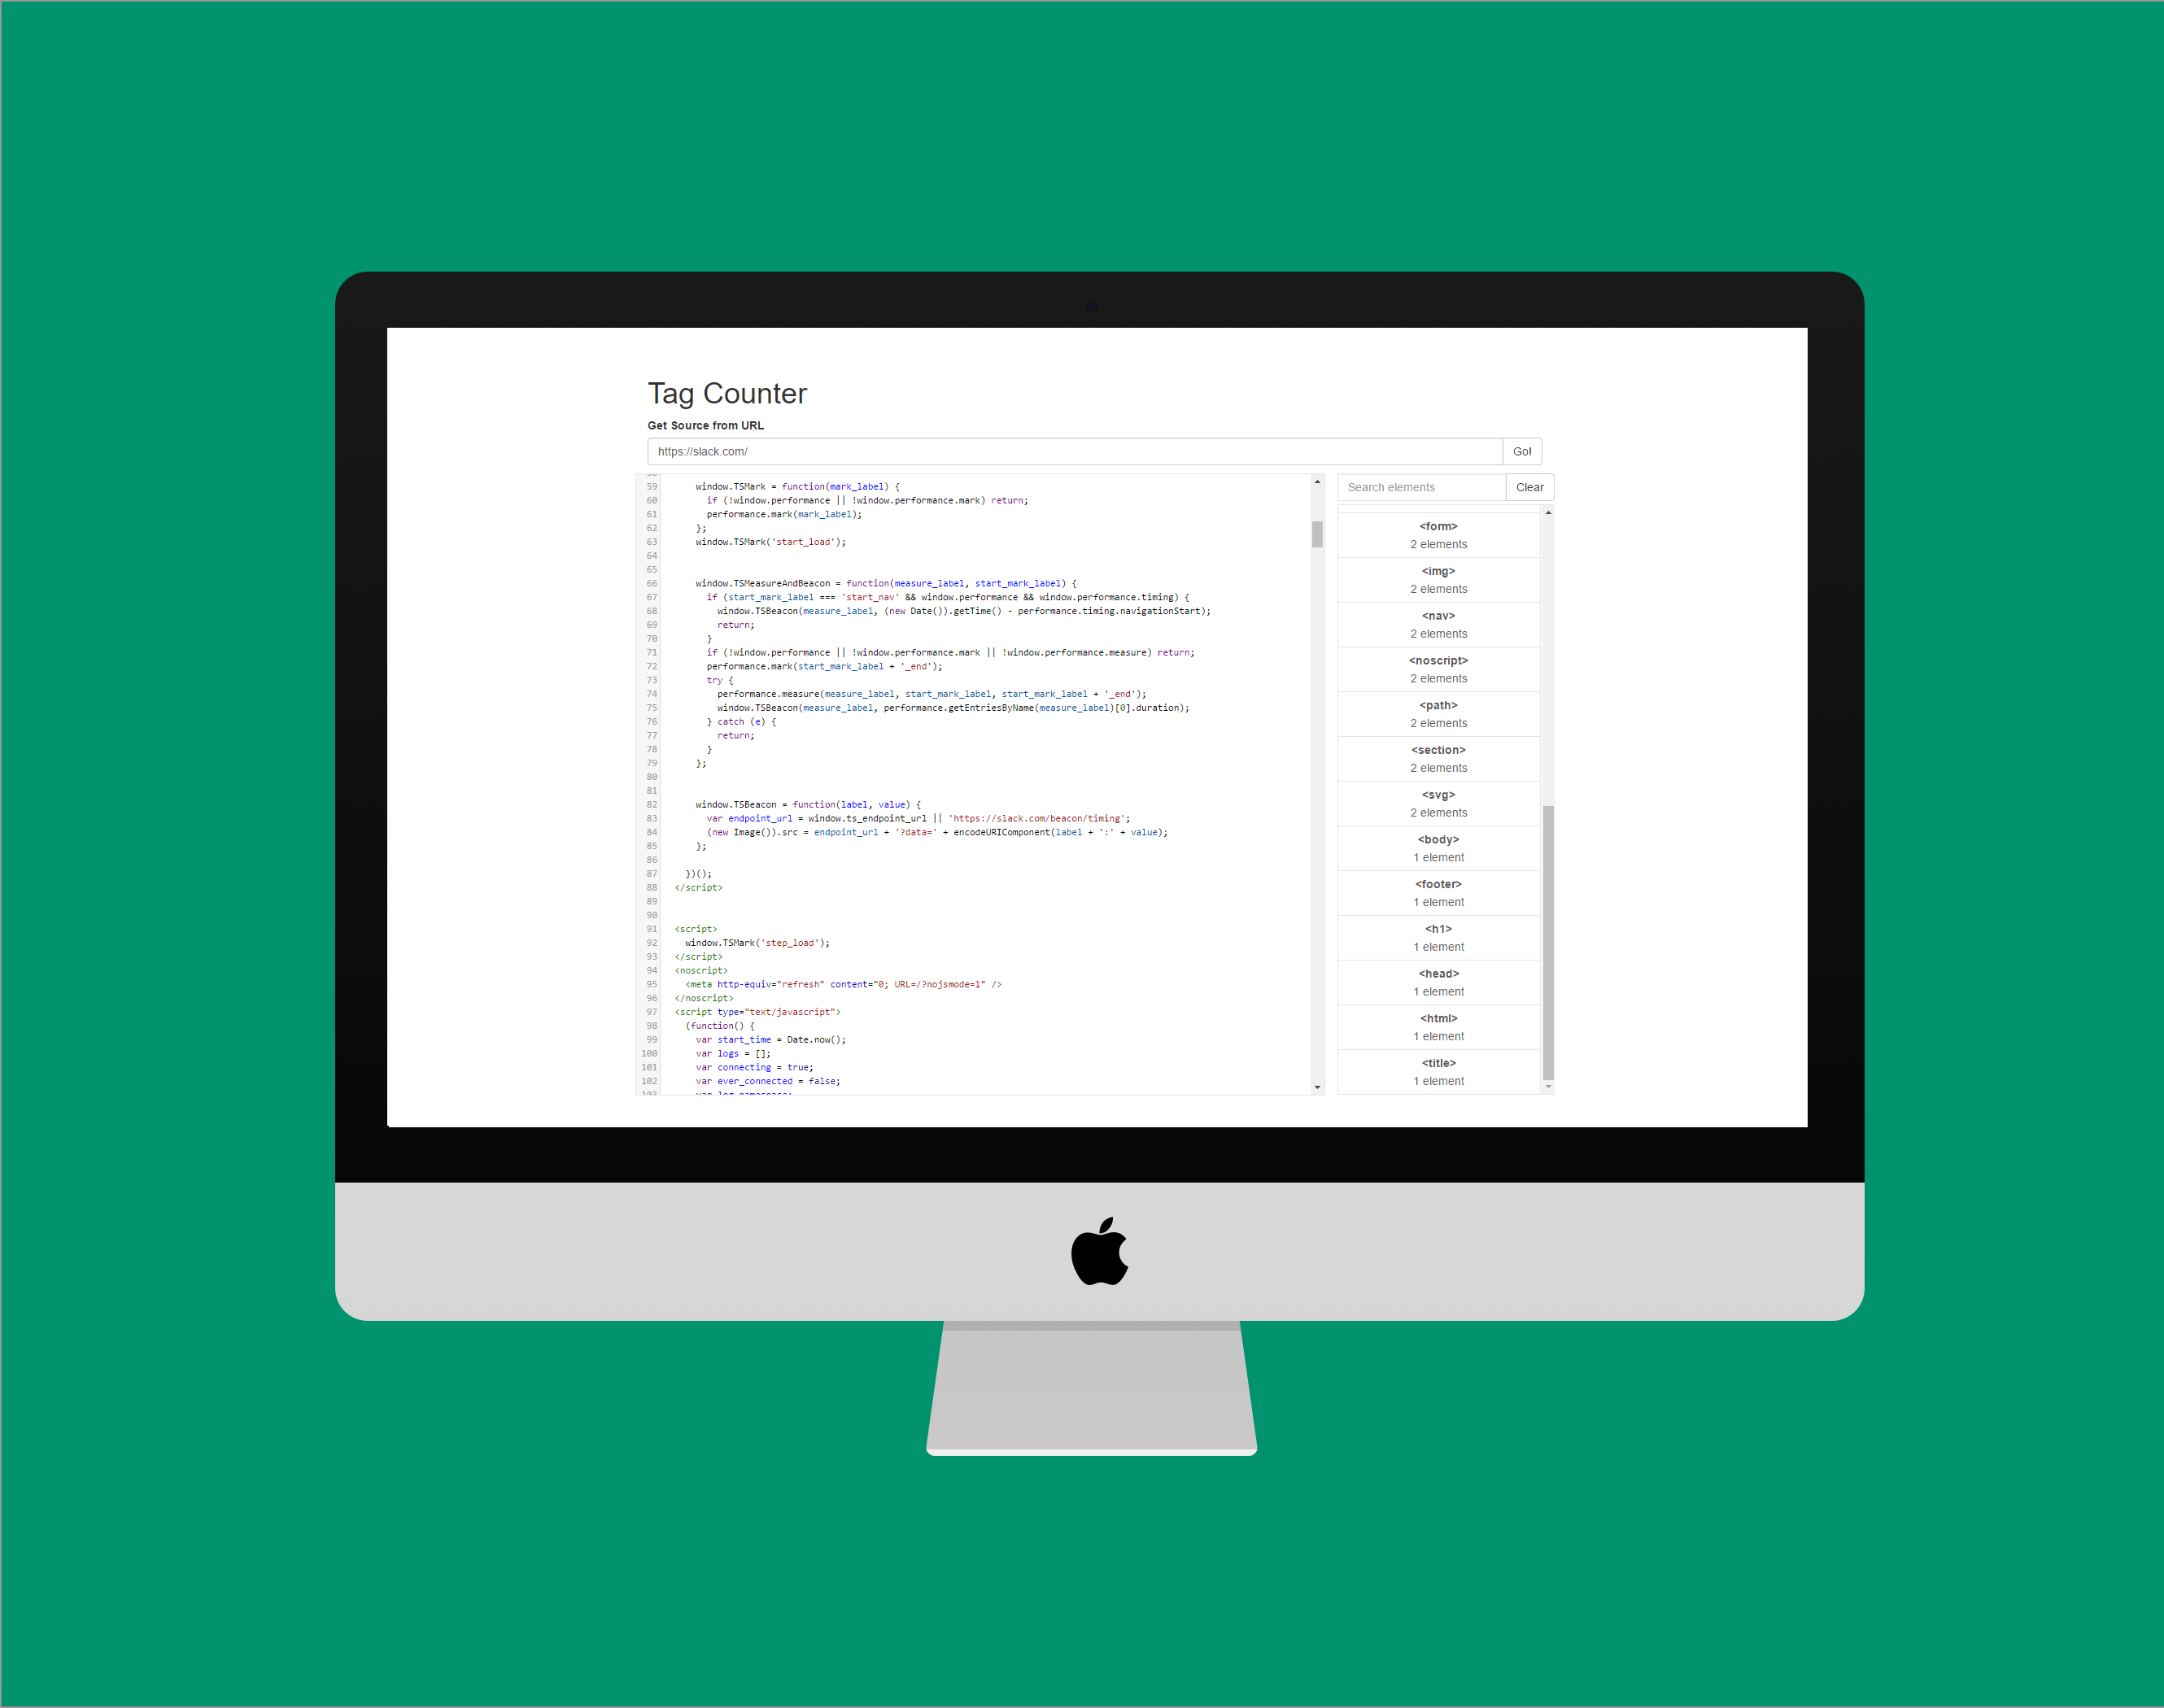 Tag Counter
Get Source from URL
https://slack.com/
Go!
59 window.TSMark = function(mark_label) {
60 if (!window.performance || !window.performance.mark) return;
61 performance.mark(mark_label);
62 };
63 window.TSMark('start_load');
64
65
66 window.TSMeasureAndBeacon = function(measure_label, start_mark_label) {
67 if (start_mark_label === 'start_nav' && window.performance && window.performance.timing) {
68 window.TSBeacon(measure_label, (new Date()).getTime() - performance.timing.navigationStart);
69 return;
70 }
71 if (!window.performance || !window.performance.mark || !window.performance.measure) return;
72 performance.mark(start_mark_label + '_end');
73 try {
74 performance.measure(measure_label, start_mark_label, start_mark_label + '_end');
75 window.TSBeacon(measure_label, performance.getEntriesByName(measure_label)[0].duration);
76 } catch (e) {
77 return;
78 }
79 };
80
81
82 window.TSBeacon = function(label, value) {
83 var endpoint_url = window.ts_endpoint_url || 'https://slack.com/beacon/timing';
84 (new Image()).src = endpoint_url + '?data=' + encodeURIComponent(label + ':' + value);
85 };
86
87 })();
88 </script>
89
90
91 <script>
92 window.TSMark('step_load');
93 </script>
94 <noscript>
95 <meta http-equiv="refresh" content="0; URL=/?nojsmode=1" />
96 </noscript>
97 <script type="text/javascript">
98 (function() {
99 var start_time = Date.now();
100 var logs = [];
101 var connecting = true;
102 var ever_connected = false;
103 var log_namespace;
Search elements
Clear
<form>
2 elements
<img>
2 elements
<nav>
2 elements
<noscript>
2 elements
<path>
2 elements
<section>
2 elements
<svg>
2 elements
<body>
1 element
<footer>
1 element
<h1>
1 element
<head>
1 element
<html>
1 element
<title>
1 element